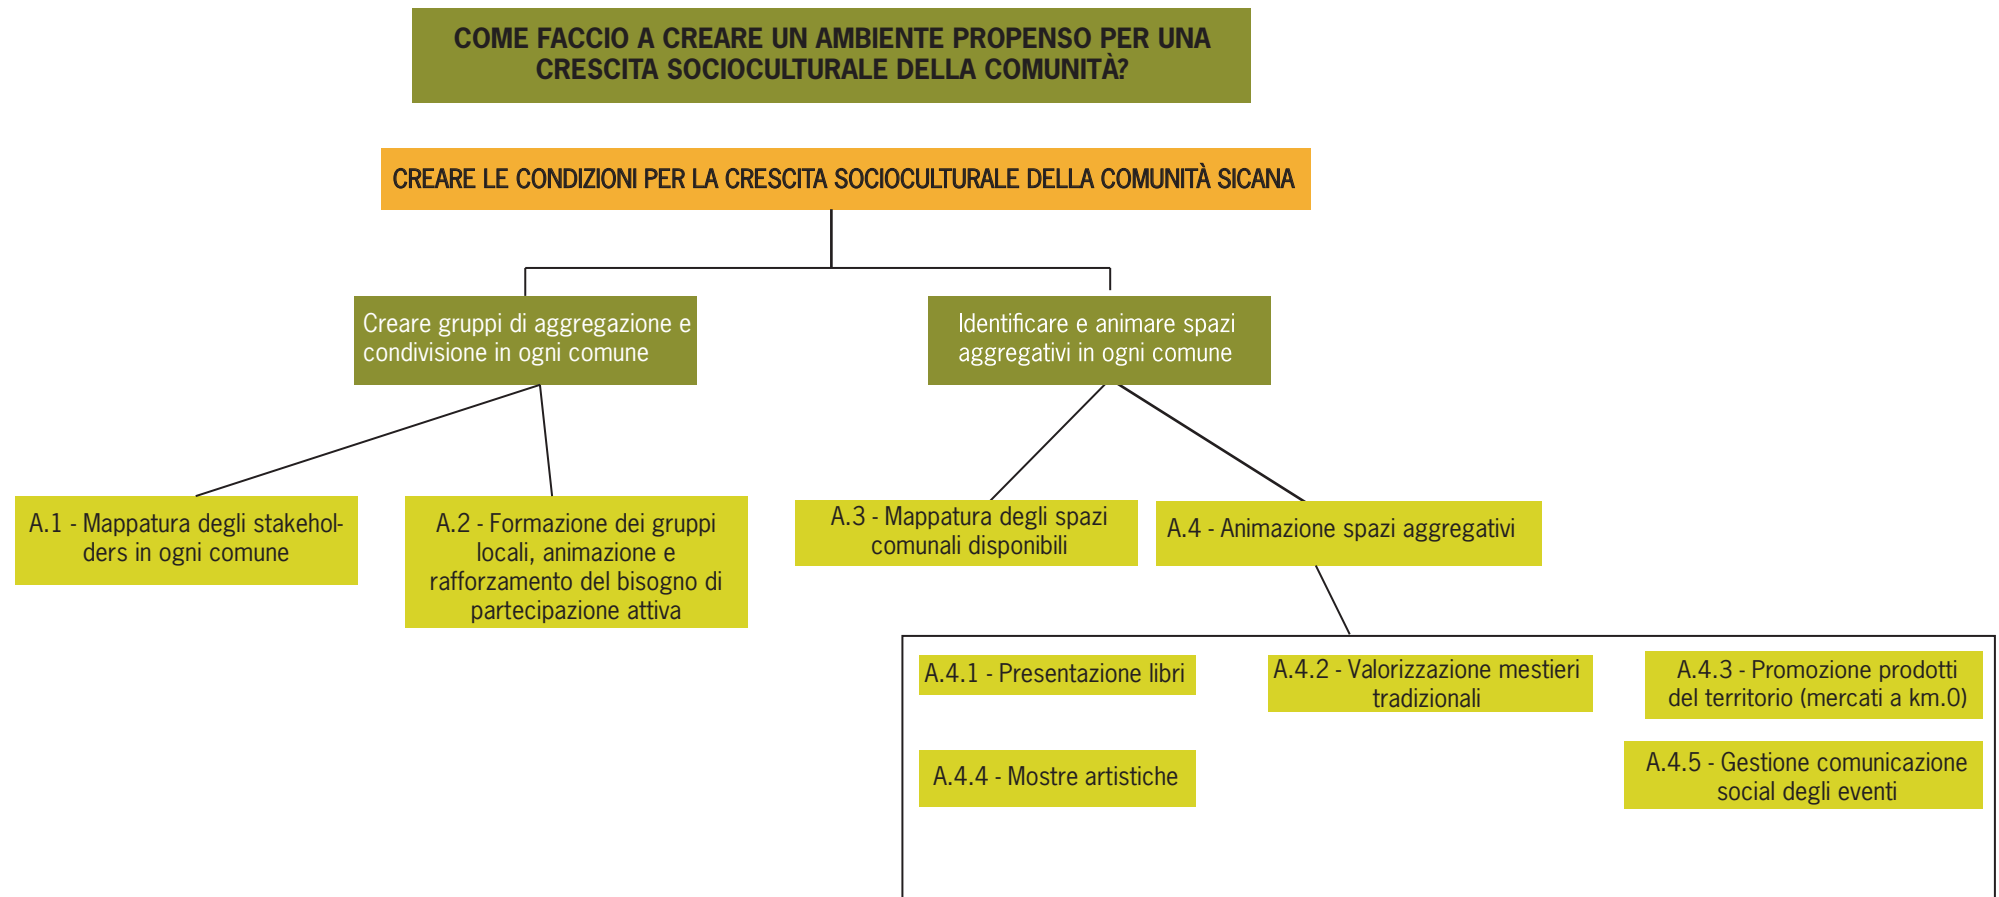 COME FACCIO A CREARE UN AMBIENTE PROPENSO PER UNA
CRESCITA SOCIOCULTURALE DELLA COMUNITÀ?
CREARE LE CONDIZIONI PER LA CRESCITA SOCIOCULTURALE DELLA COMUNITÀ SICANA
Creare gruppi di aggregazione e
condivisione in ogni comune
Identificare e animare spazi
aggregativi in ogni comune
A.1 - Mappatura degli stakehol-
ders in ogni comune
A.2 - Formazione dei gruppi
locali, animazione e
rafforzamento del bisogno di
partecipazione attiva
A.3 - Mappatura degli spazi
comunali disponibili
A.4 - Animazione spazi aggregativi
A.4.1 - Presentazione libri
A.4.2 - Valorizzazione mestieri
tradizionali
A.4.3 - Promozione prodotti
del territorio (mercati a km.0)
A.4.4 - Mostre artistiche
A.4.5 - Gestione comunicazione
social degli eventi